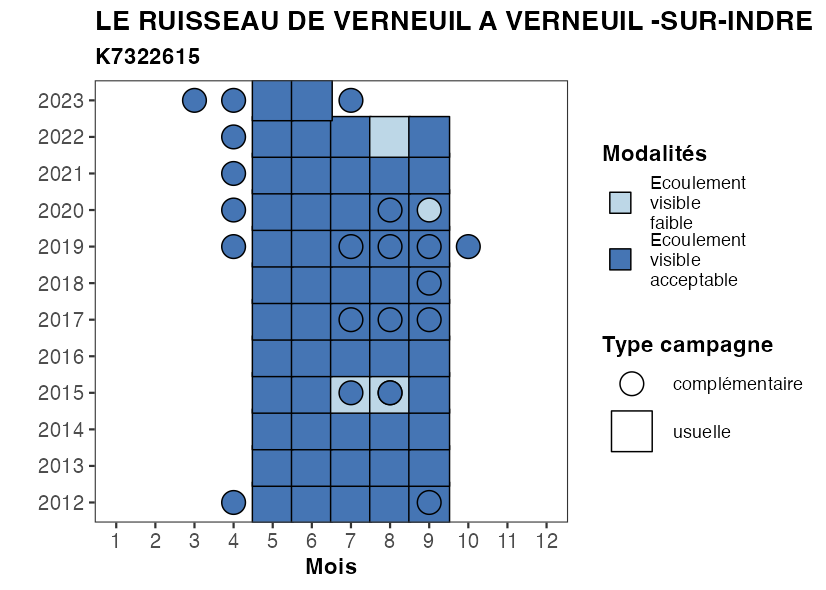 LE RUISSEAU DE VERNEUIL A VERNEUIL -SUR-INDRE
K7322615
2023
2022
2021
2020
2019
2018
2017
2016
2015
2014
2013
2012
1 2 3 4 5 6 7 8 9 10 11 12
Mois
Modalités
Ecoulement
visible
faible
Ecoulement
visible
acceptable
Type campagne
complémentaire
usuelle